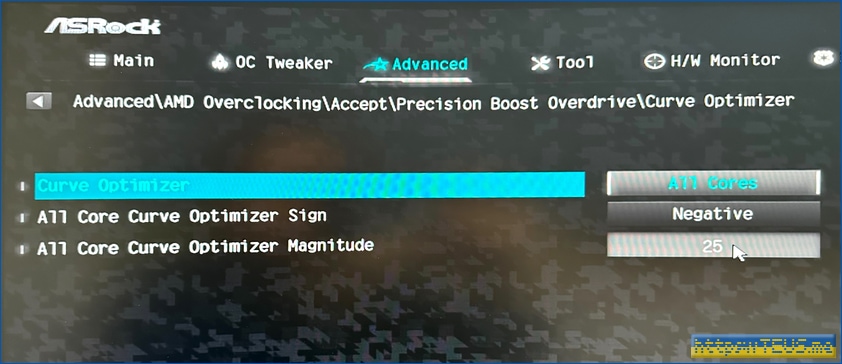 ASRock
Main OC Tweaker Advanced Tool H/W Monitor
Advanced\AMD Overclocking\Accept\Precision Boost Overdrive\Curve Optimizer
Curve Optimizer All Cores
All Core Curve Optimizer Sign Negative
All Core Curve Optimizer Magnitude 25